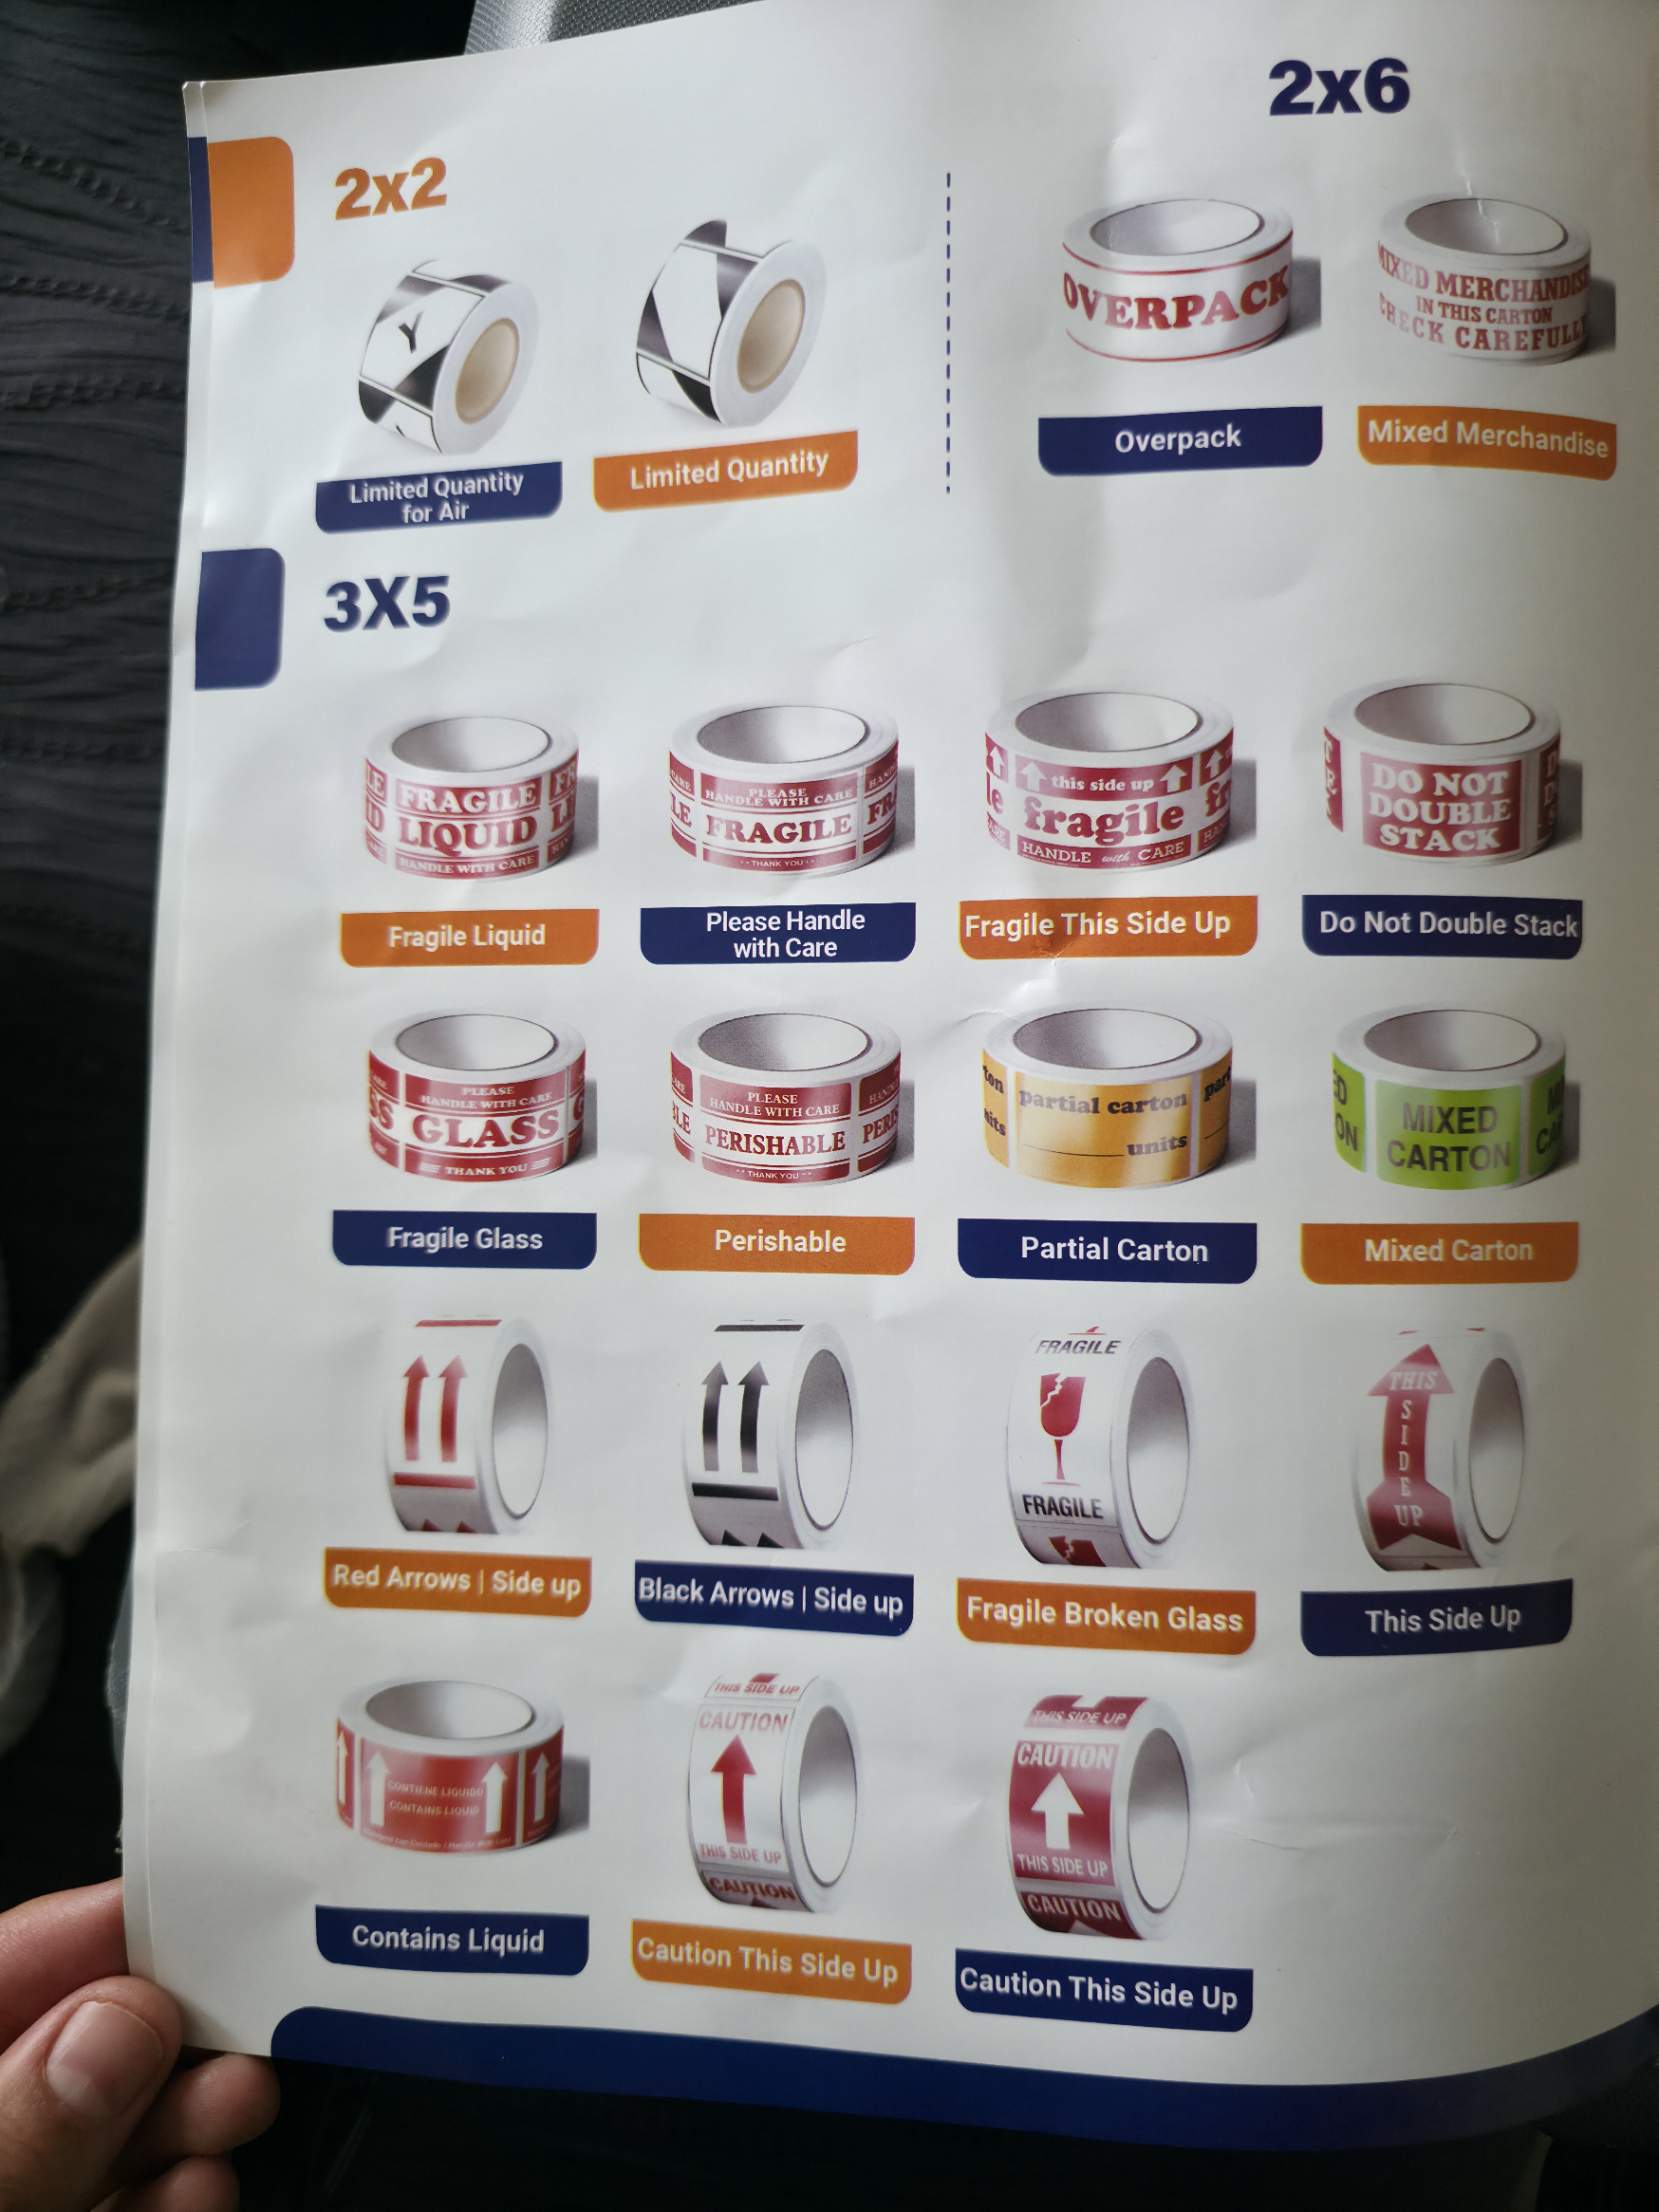 2x2
2x6
Y
OVERPACK
MIXED MERCHANDISE
IN THIS CARTON
CHECK CAREFULLY
Limited Quantity
for Air
Limited Quantity
Overpack
Mixed Merchandise
3X5
FRAGILE
LIQUID
HANDLE WITH CARE
PLEASE
HANDLE WITH CARE
FRAGILE
THANK YOU
this side up
fragile
HANDLE with CARE
DO NOT
DOUBLE
STACK
Fragile Liquid
Please Handle
with Care
Fragile This Side Up
Do Not Double Stack
PLEASE
HANDLE WITH CARE
GLASS
THANK YOU
PLEASE
HANDLE WITH CARE
PERISHABLE
THANK YOU
partial carton
units
MIXED
CARTON
Fragile Glass
Perishable
Partial Carton
Mixed Carton
FRAGILE
FRAGILE
THIS
SIDE
UP
Red Arrows | Side up
Black Arrows | Side up
Fragile Broken Glass
This Side Up
CONTIENE LIQUIDO
CONTAINS LIQUID
THIS SIDE UP
CAUTION
THIS SIDE UP
CAUTION
THIS SIDE UP
CAUTION
THIS SIDE UP
CAUTION
Contains Liquid
Caution This Side Up
Caution This Side Up